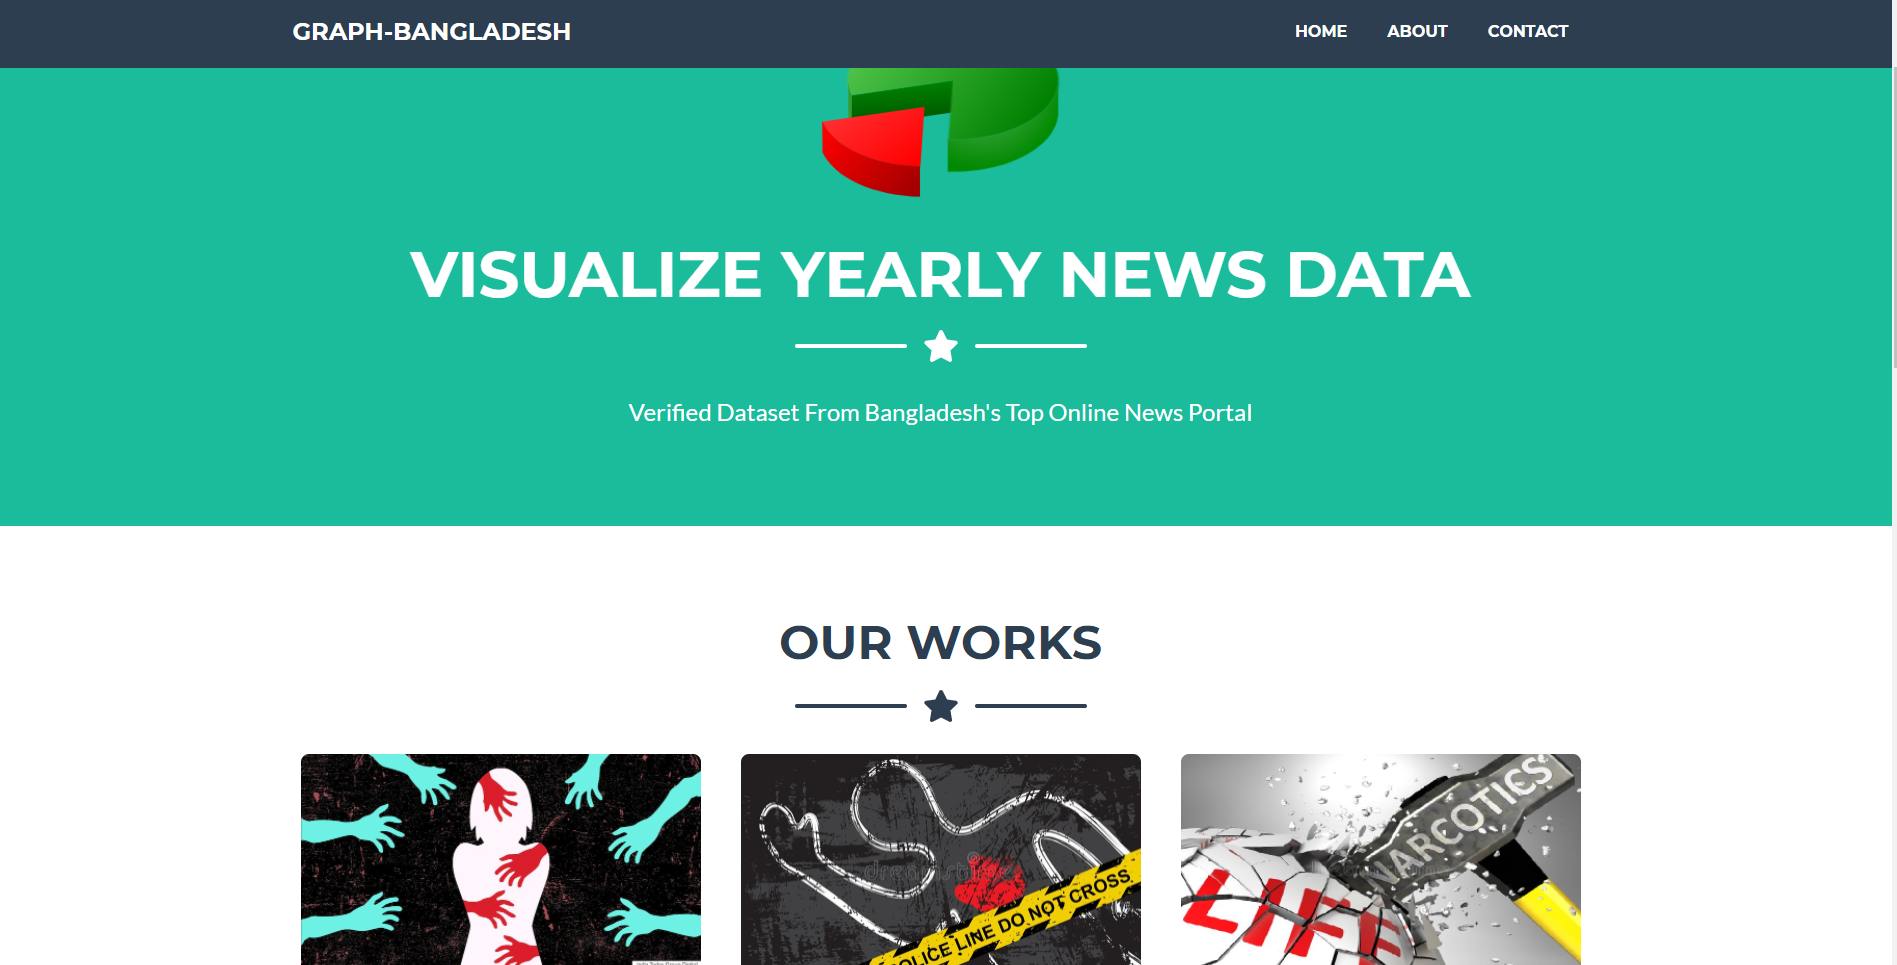 GRAPH-BANGLADESH
HOME ABOUT CONTACT
VISUALIZE YEARLY NEWS DATA
Verified Dataset From Bangladesh's Top Online News Portal
OUR WORKS
dreamstime
POLICE LINE DO NOT CROSS
NARCOTICS
LIFE